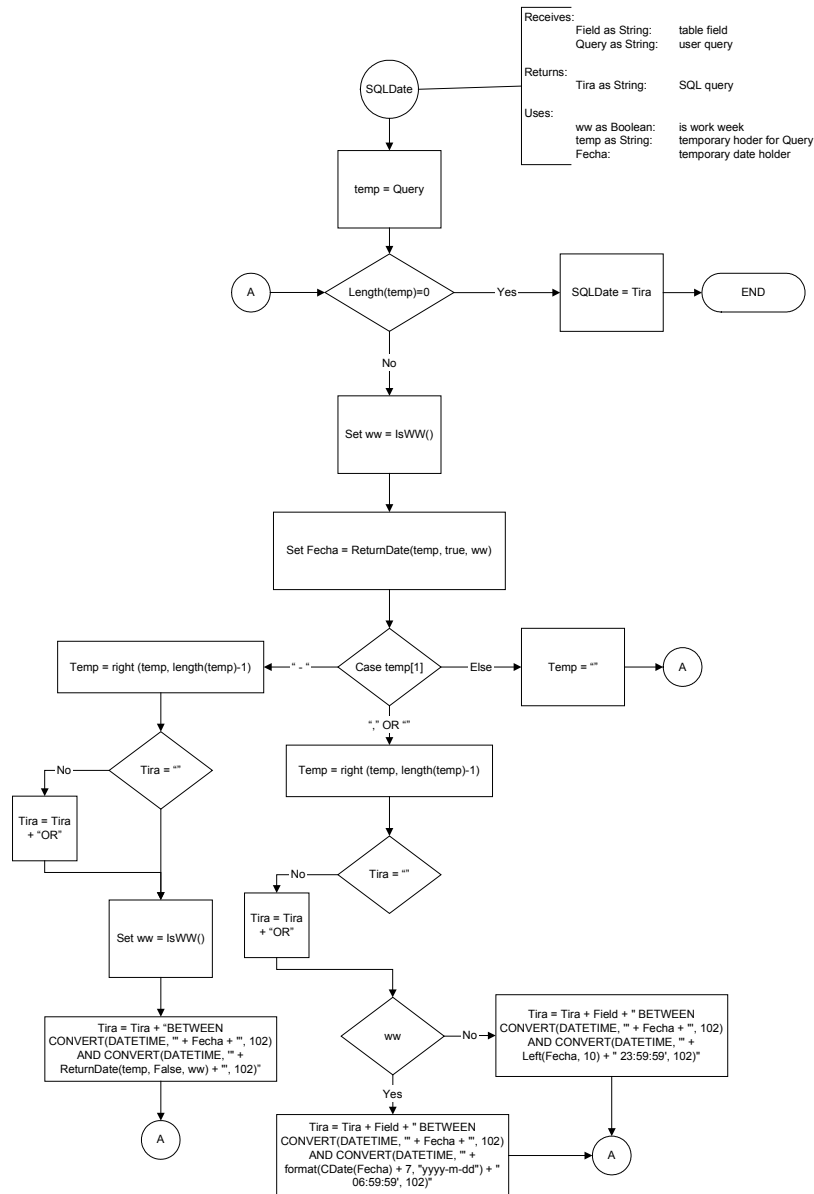 Receives:
Field as String: table field
Query as String: user query
Returns:
Tira as String: SQL query
Uses:
ww as Boolean: is work week
temp as String: temporary hoder for Query
Fecha: temporary date holder
SQLDate
temp = Query
A
Length(temp)=0
Yes
SQLDate = Tira
END
No
Set ww = IsWW()
Set Fecha = ReturnDate(temp, true, ww)
Temp = right (temp, length(temp)-1)
“ - “
Case temp[1]
Else
Temp = “”
A
“,” OR “”
Temp = right (temp, length(temp)-1)
No
Tira = “”
Tira = Tira
+ “OR”
No
Tira = “”
Tira = Tira
+ “OR”
Set ww = IsWW()
Tira = Tira + “BETWEEN
CONVERT(DATETIME, '" + Fecha + "', 102)
AND CONVERT(DATETIME, '" +
ReturnDate(temp, False, ww) + "', 102)”
A
ww
No
Tira = Tira + Field + " BETWEEN
CONVERT(DATETIME, '" + Fecha + "', 102)
AND CONVERT(DATETIME, '" +
Left(Fecha, 10) + " 23:59:59', 102)"
Yes
Tira = Tira + Field + " BETWEEN
CONVERT(DATETIME, '" + Fecha + "', 102)
AND CONVERT(DATETIME, '" +
format(CDate(Fecha) + 7, "yyyy-m-dd") + "
06:59:59', 102)"
A